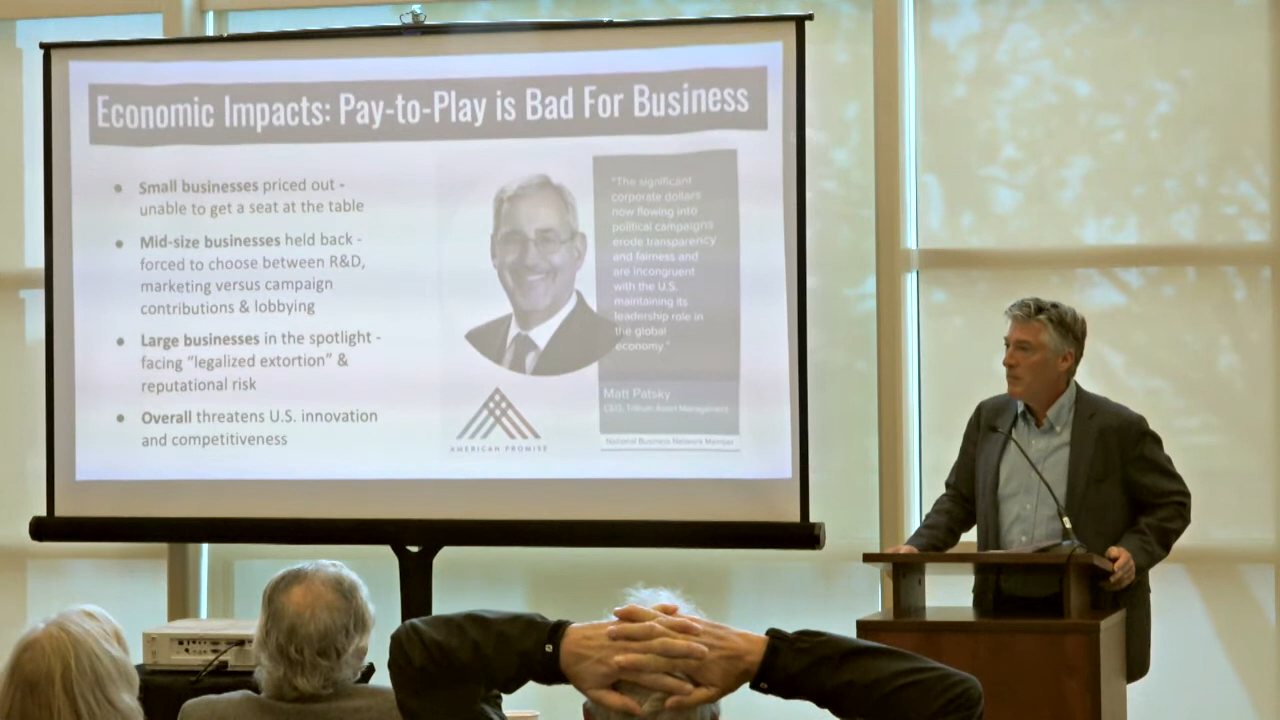 Economic Impacts: Pay-to-Play is Bad For Business
Small businesses priced out -
unable to get a seat at the table
Mid-size businesses held back -
forced to choose between R&D,
marketing versus campaign
contributions & lobbying
Large businesses in the spotlight -
facing “legalized extortion” &
reputational risk
Overall threatens U.S. innovation
and competitiveness
"The significant
corporate dollars
now flowing into
political campaigns
erode transparency
and fairness and
are incongruent
with the U.S.
maintaining its
leadership role in
the global
economy."
Matt Patsky
CEO, Trillium Asset Management
National Business Network Member
AMERICAN PROMISE